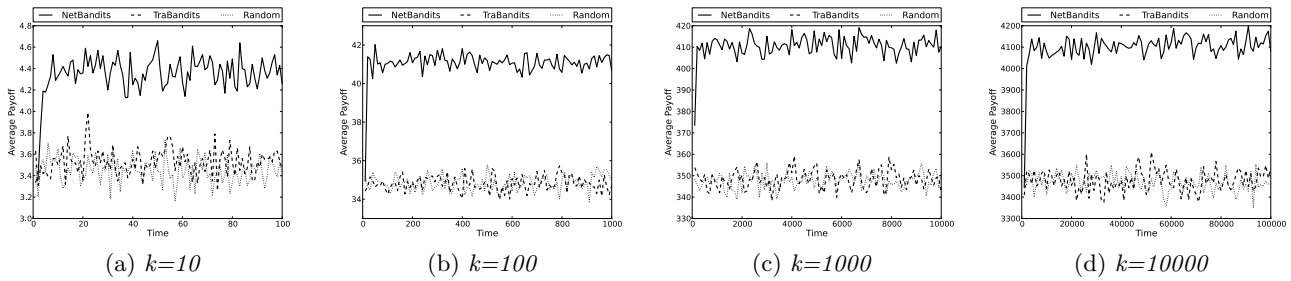 NetBandits TraBandits Random
4.8
4.6
4.4
4.2
4.0
3.8
3.6
3.4
3.2
3.0
Average Payoff
0 20 40 60 80 100
Time
(a) k=10
NetBandits TraBandits Random
42
40
38
36
34
Average Payoff
0 200 400 600 800 1000
Time
(b) k=100
NetBandits TraBandits Random
420
410
400
390
380
370
360
350
340
330
Average Payoff
0 2000 4000 6000 8000 10000
Time
(c) k=1000
NetBandits TraBandits Random
4200
4100
4000
3900
3800
3700
3600
3500
3400
3300
Average Payoff
0 20000 40000 60000 80000 100000
Time
(d) k=10000